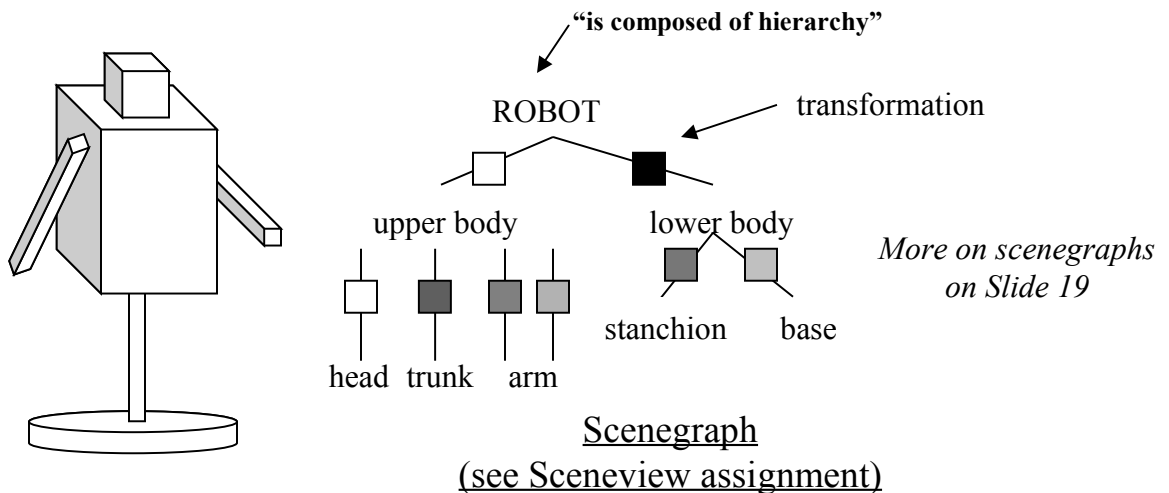 “is composed of hierarchy”
ROBOT
transformation
upper body
lower body
More on scenegraphs
on Slide 19
stanchion
base
head
trunk
arm
Scenegraph
(see Sceneview assignment)